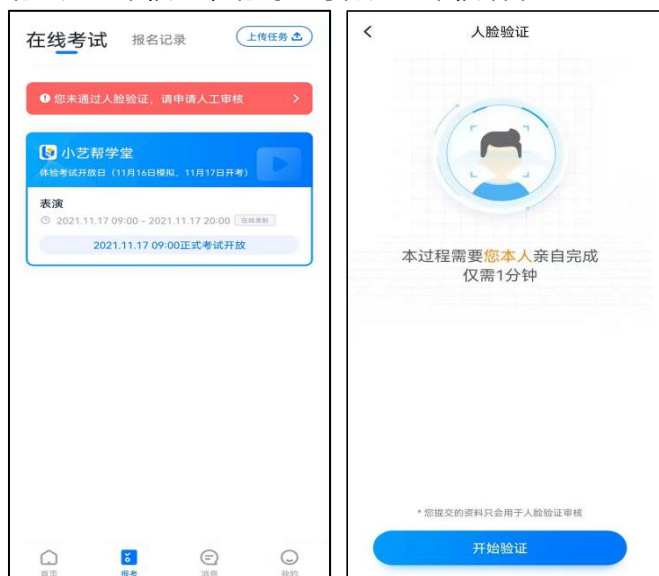 在线考试
报名记录
上传任务
您未通过人脸验证，请申请人工审核
小艺帮学堂
体验考试开放日（11月16日模拟，11月17日开考）
表演
2021.11.17 09:00 - 2021.11.17 20:00 在线录制
2021.11.17 09:00正式考试开放
首页
报考
消息
我的
人脸验证
本过程需要您本人亲自完成
仅需1分钟
* 您提交的资料只会用于人脸验证审核
开始验证